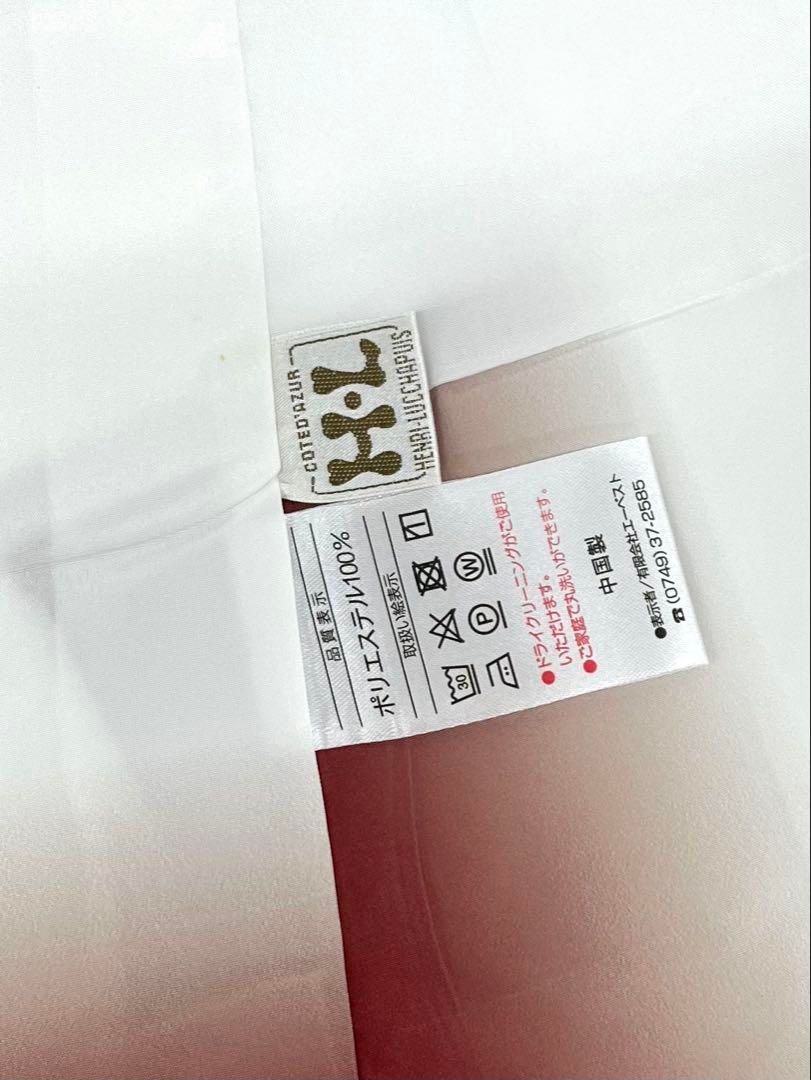 COTED'AZUR
H·L
HENRI-LUCCHAPUIS
品質表示
ポリエステル100%
取扱い絵表示
30
P W
●ドライクリーニングがご使用
いただけます。
●ご家庭で丸洗いができます。
中国製
●表示者/有限会社エーベスト
☎(0749)37-2585